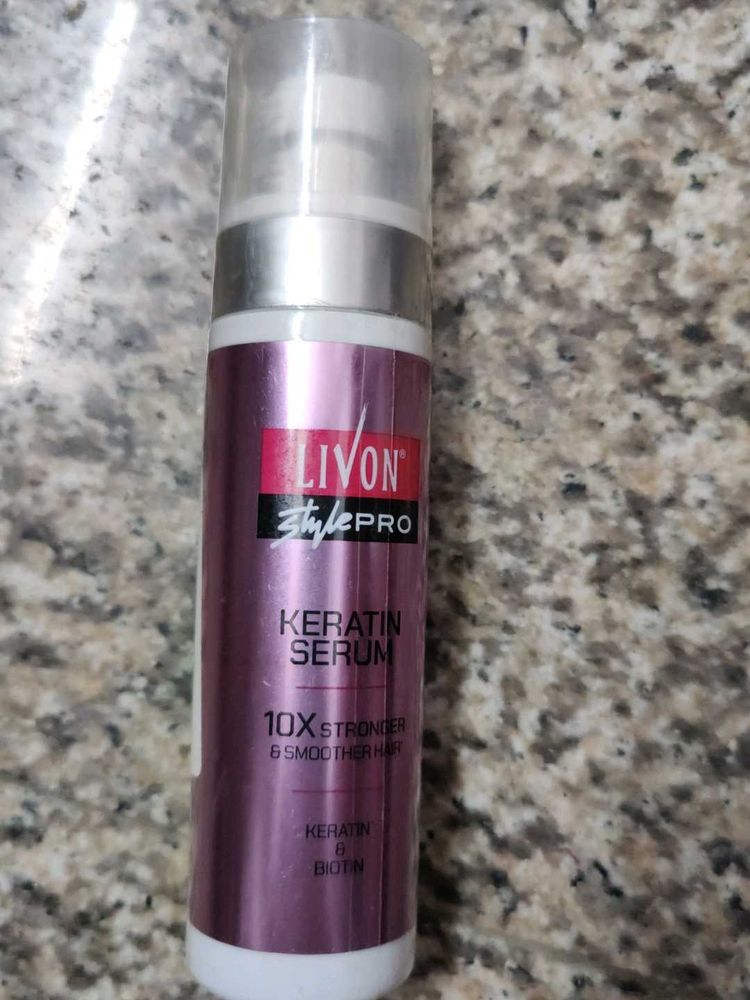 LIVON®
stylePRO
KERATIN
SERUM
10X STRONGER
& SMOOTHER HAIR*
KERATIN*
&
BIOTIN